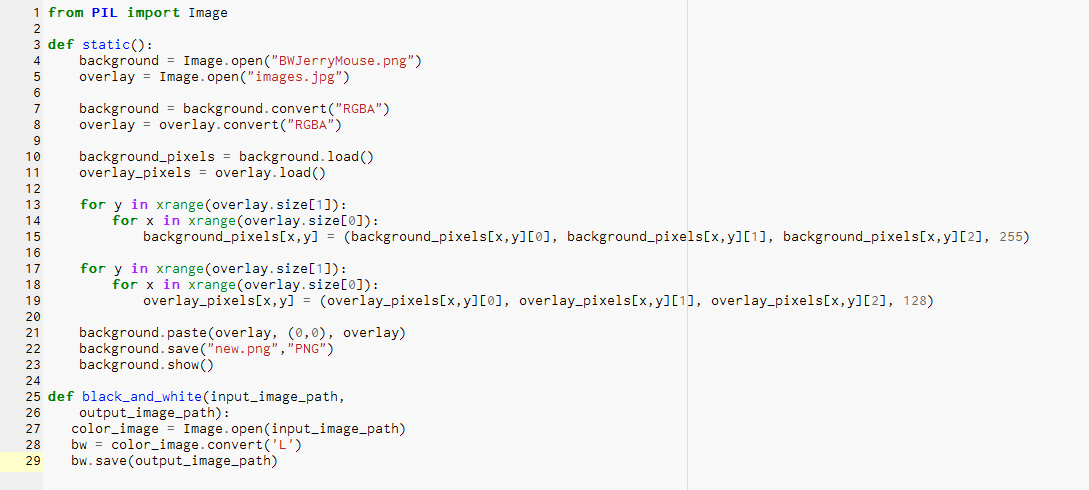 1 from PIL import Image
2
3 def static():
4     background = Image.open("BWJerryMouse.png")
5     overlay = Image.open("images.jpg")
6
7     background = background.convert("RGBA")
8     overlay = overlay.convert("RGBA")
9
10     background_pixels = background.load()
11     overlay_pixels = overlay.load()
12
13     for y in xrange(overlay.size[1]):
14         for x in xrange(overlay.size[0]):
15             background_pixels[x,y] = (background_pixels[x,y][0], background_pixels[x,y][1], background_pixels[x,y][2], 255)
16
17     for y in xrange(overlay.size[1]):
18         for x in xrange(overlay.size[0]):
19             overlay_pixels[x,y] = (overlay_pixels[x,y][0], overlay_pixels[x,y][1], overlay_pixels[x,y][2], 128)
20
21     background.paste(overlay, (0,0), overlay)
22     background.save("new.png","PNG")
23     background.show()
24
25 def black_and_white(input_image_path,
26     output_image_path):
27    color_image = Image.open(input_image_path)
28    bw = color_image.convert('L')
29    bw.save(output_image_path)